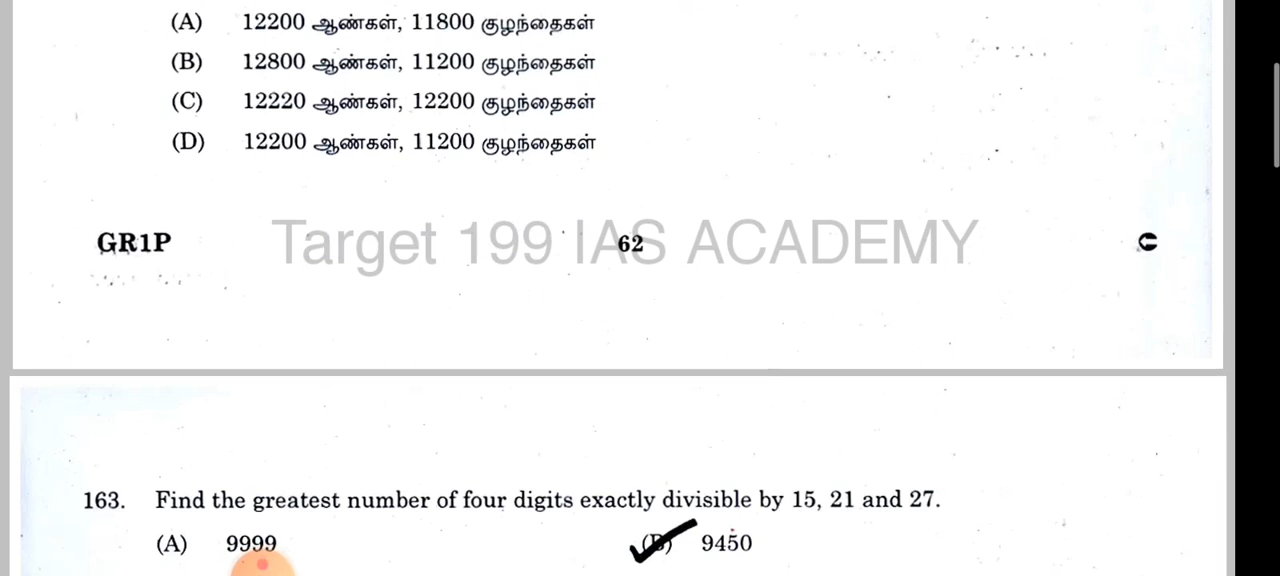 (A) 12200 ஆண்கள், 11800 குழந்தைகள்
(B) 12800 ஆண்கள், 11200 குழந்தைகள்
(C) 12220 ஆண்கள், 12200 குழந்தைகள்
(D) 12200 ஆண்கள், 11200 குழந்தைகள்
GR1P Target 199 IAS ACADEMY 62 C
163. Find the greatest number of four digits exactly divisible by 15, 21 and 27.
(A) 9999 (B) 9450